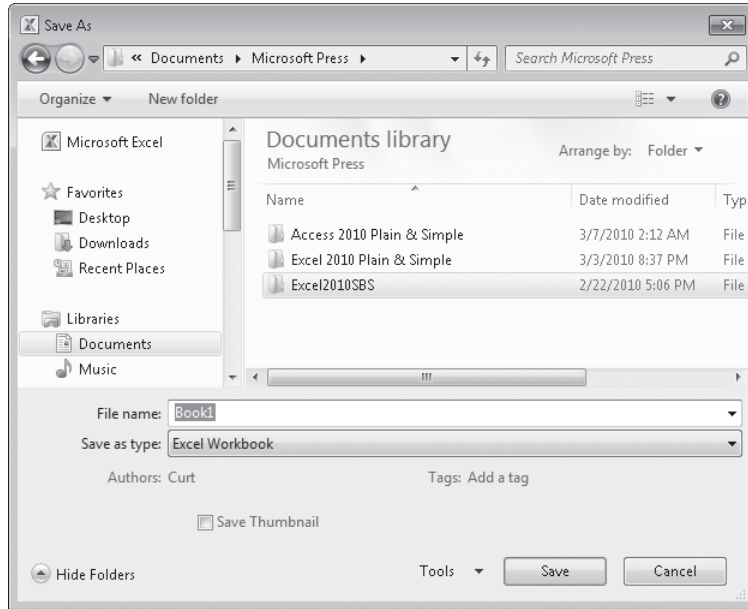 Save As
« Documents Microsoft Press Search Microsoft Press
Organize New folder
Microsoft Excel
Favorites
Desktop
Downloads
Recent Places
Libraries
Documents
Music
Documents library
Microsoft Press
Arrange by: Folder
Name Date modified Typ
Access 2010 Plain & Simple 3/7/2010 2:12 AM File
Excel 2010 Plain & Simple 3/3/2010 8:37 PM File
Excel2010SBS 2/22/2010 5:06 PM File
File name: Book1
Save as type: Excel Workbook
Authors: Curt Tags: Add a tag
Save Thumbnail
Hide Folders Tools Save Cancel